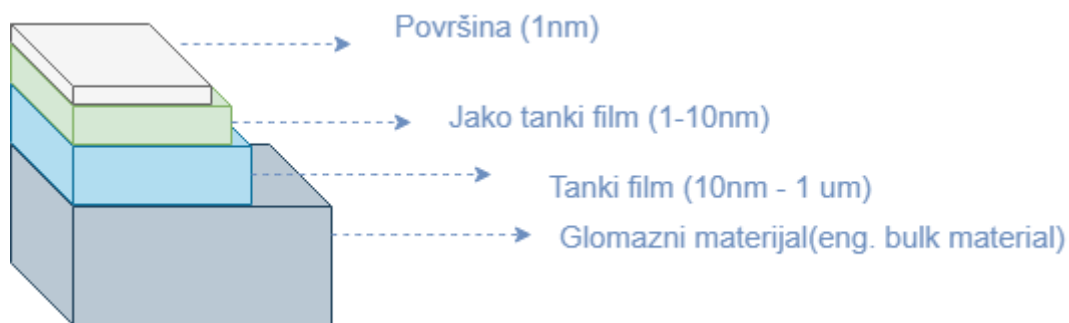 Površina (1nm)
Jako tanki film (1-10nm)
Tanki film (10nm - 1 um)
Glomazni materijal(eng. bulk material)